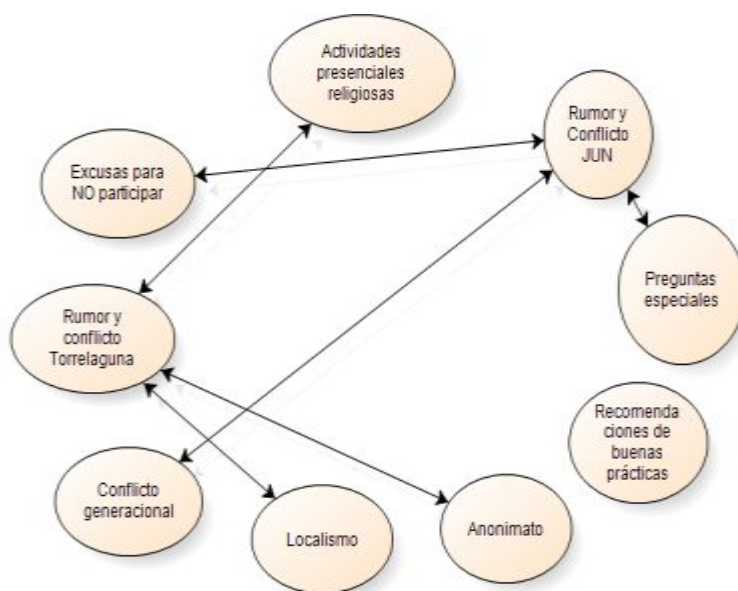 Actividades
presenciales
religiosas
Rumor y
Conflicto
JUN
Excusas para
NO participar
Preguntas
especiales
Rumor y
conflicto
Torrelaguna
Recomenda
ciones de
buenas
prácticas
Conflicto
generacional
Localismo
Anonimato